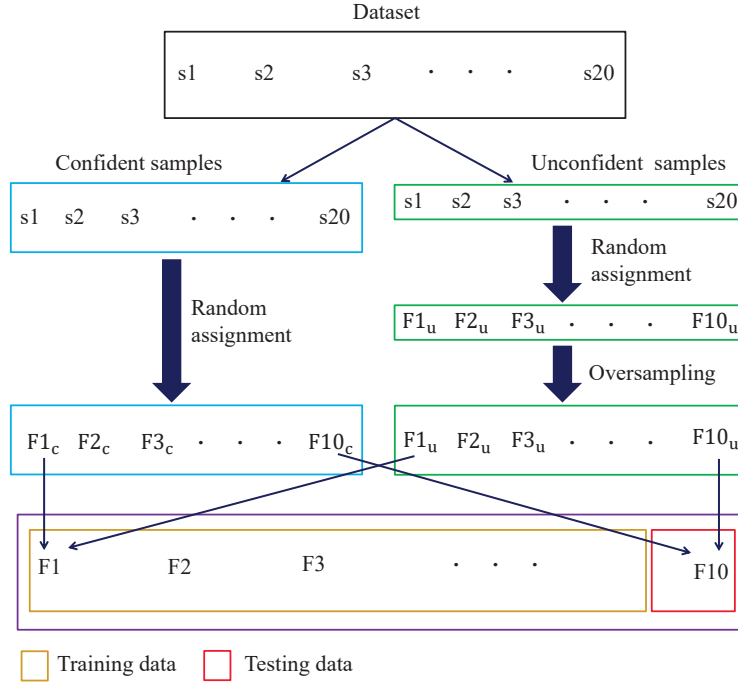 Dataset
s1 s2 s3 · · · s20
Confident samples
Unconfident samples
s1 s2 s3 · · · s20
s1 s2 s3 · · · s20
Random
assignment
Random
assignment
F1u F2u F3u · · · F10u
Oversampling
F1c F2c F3c · · · F10c
F1u F2u F3u · · · F10u
F1 F2 F3 · · · F10
Training data
Testing data